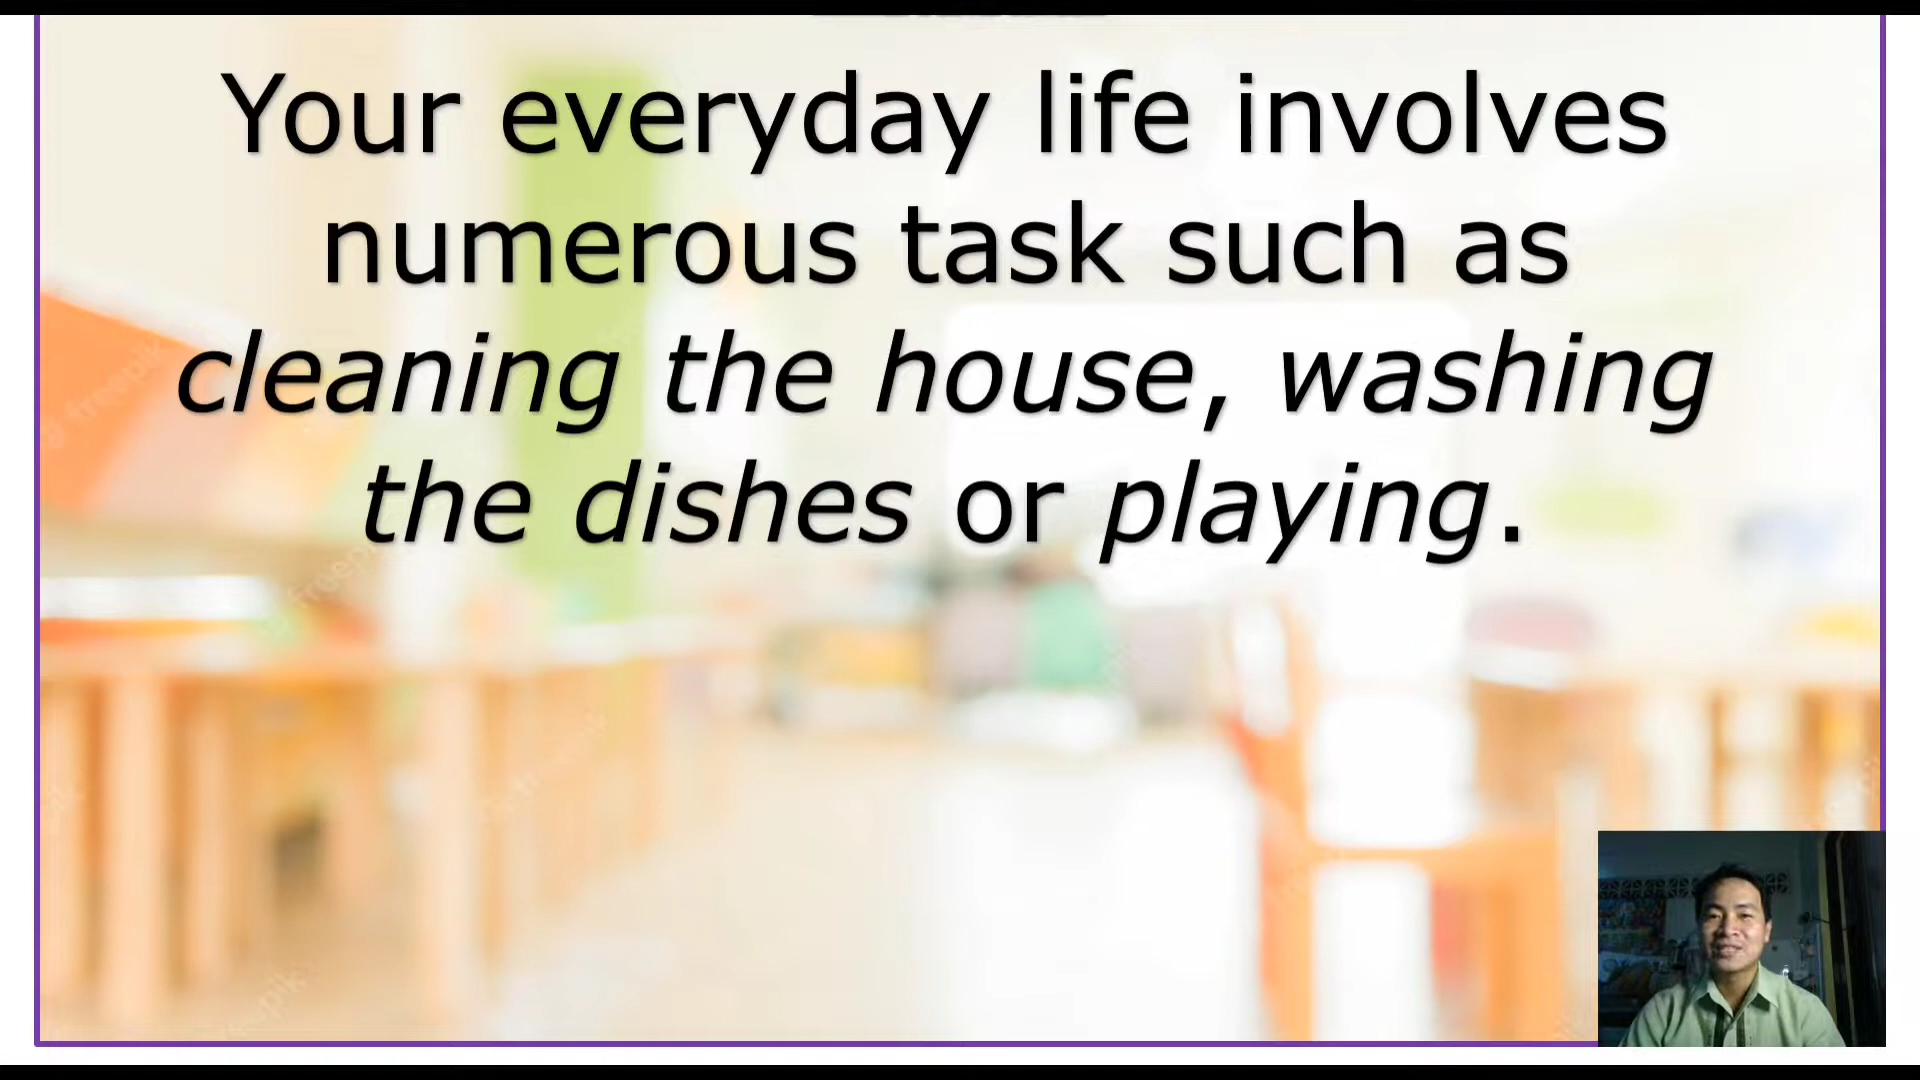 Your everyday life involves
numerous task such as
cleaning the house, washing
the dishes or playing.